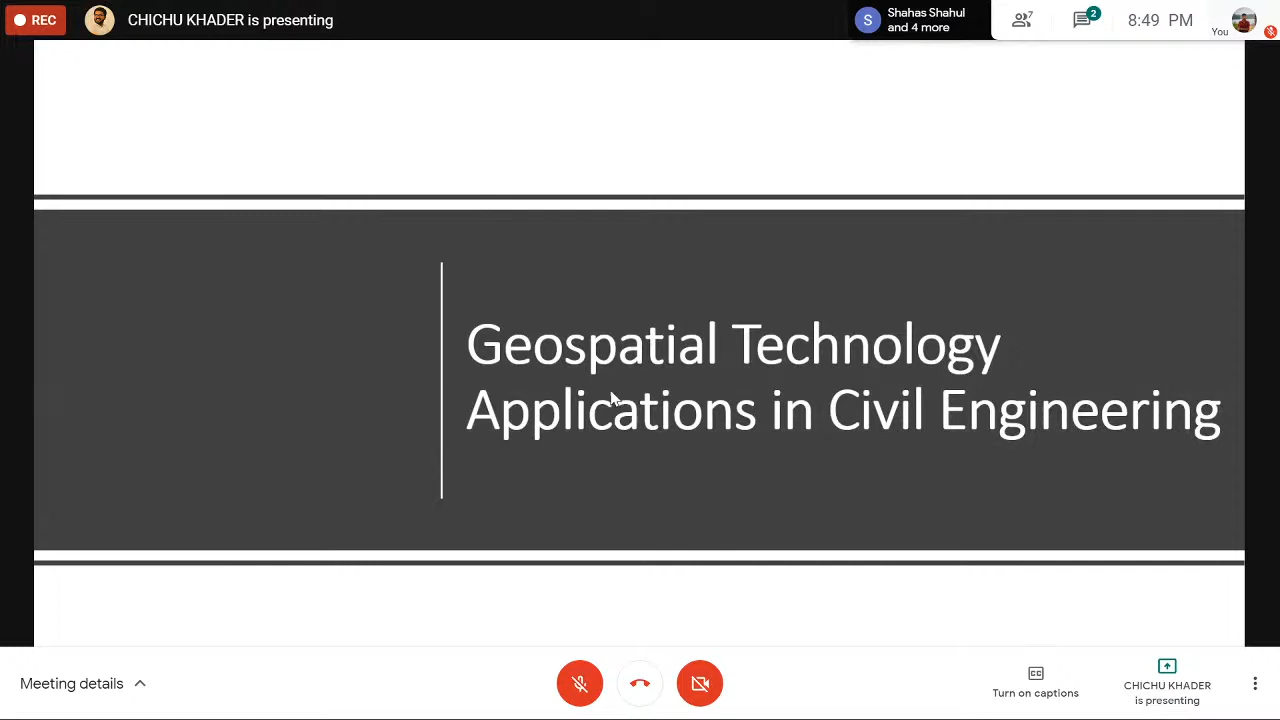 REC
CHICHU KHADER is presenting
S
Shahas Shahul
and 4 more
7
2
8:49 PM
You
Geospatial Technology
Applications in Civil Engineering
Meeting details
CC
Turn on captions
CHICHU KHADER
is presenting